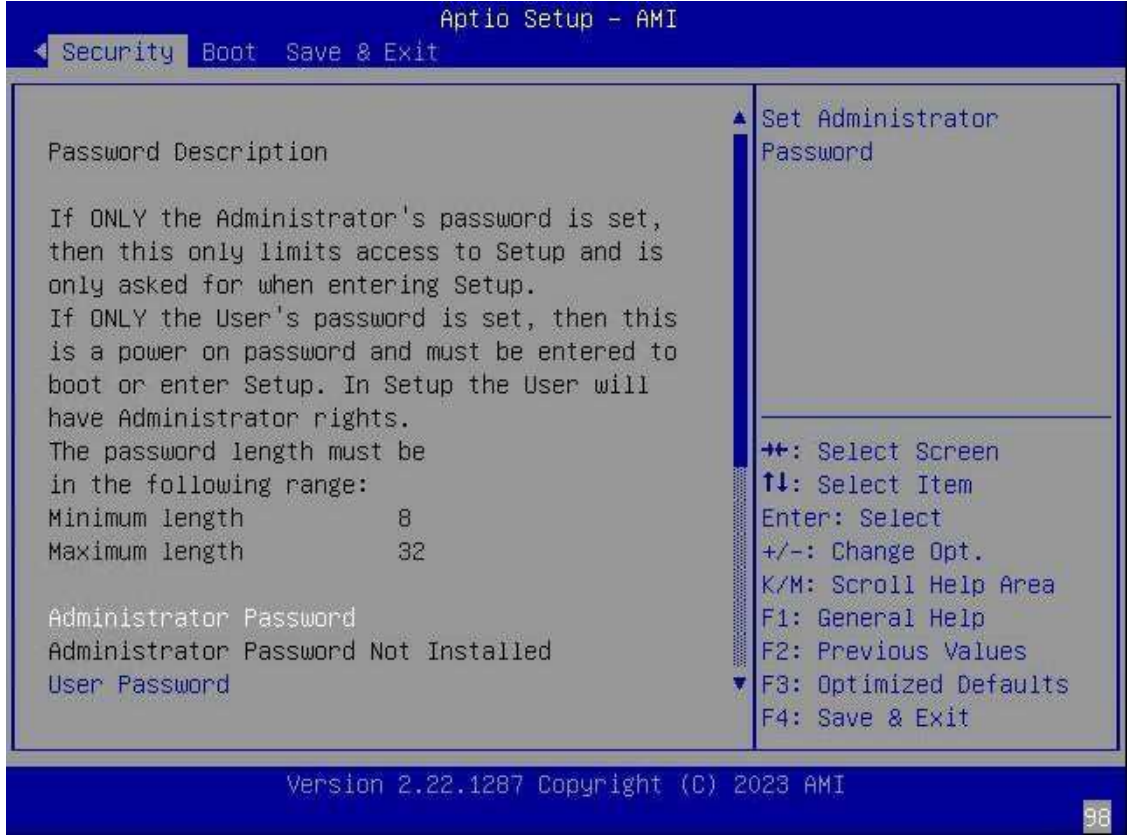 Aptio Setup – AMI
Security Boot Save & Exit
Password Description
If ONLY the Administrator's password is set,
then this only limits access to Setup and is
only asked for when entering Setup.
If ONLY the User's password is set, then this
is a power on password and must be entered to
boot or enter Setup. In Setup the User will
have Administrator rights.
The password length must be
in the following range:
Minimum length 8
Maximum length 32
Administrator Password
Administrator Password Not Installed
User Password
Set Administrator
Password
→←: Select Screen
↑↓: Select Item
Enter: Select
+/-: Change Opt.
K/M: Scroll Help Area
F1: General Help
F2: Previous Values
F3: Optimized Defaults
F4: Save & Exit
Version 2.22.1287 Copyright (C) 2023 AMI
98